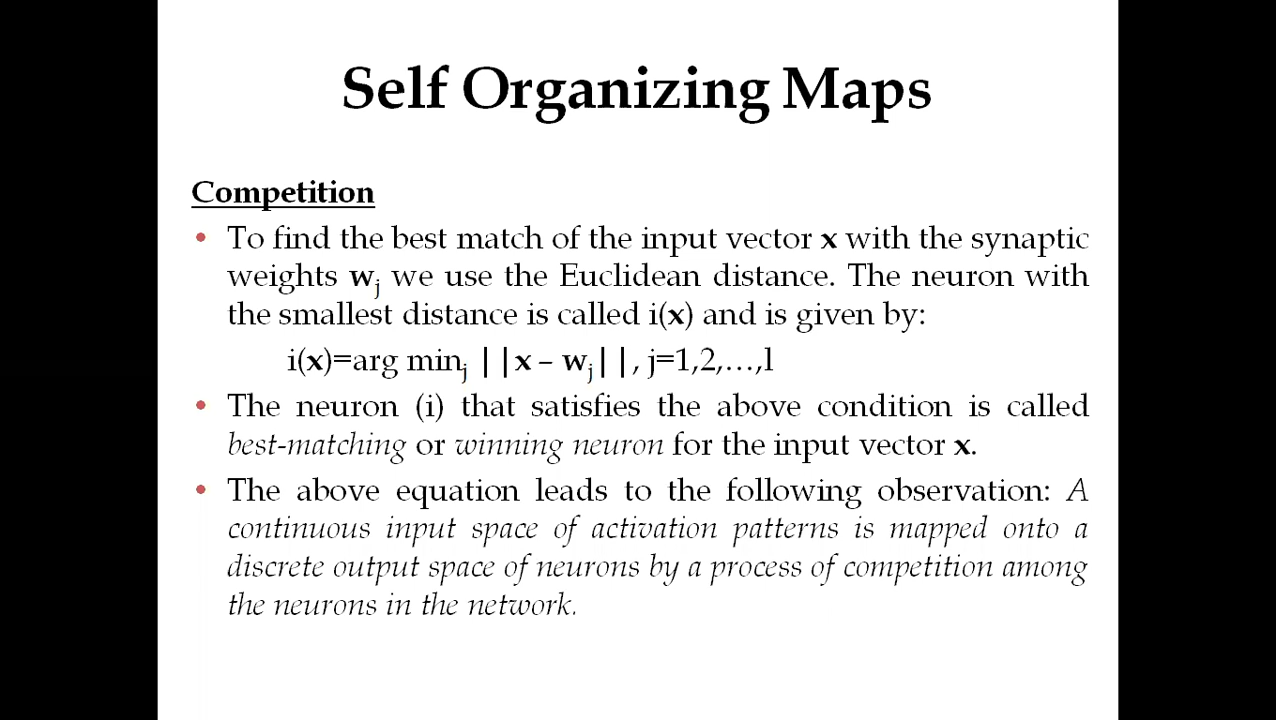 Self Organizing Maps
Competition
• To find the best match of the input vector x with the synaptic
weights wj we use the Euclidean distance. The neuron with
the smallest distance is called i(x) and is given by:
i(x)=arg minj ||x – wj||, j=1,2,…,l
• The neuron (i) that satisfies the above condition is called
best-matching or winning neuron for the input vector x.
• The above equation leads to the following observation: A
continuous input space of activation patterns is mapped onto a
discrete output space of neurons by a process of competition among
the neurons in the network.